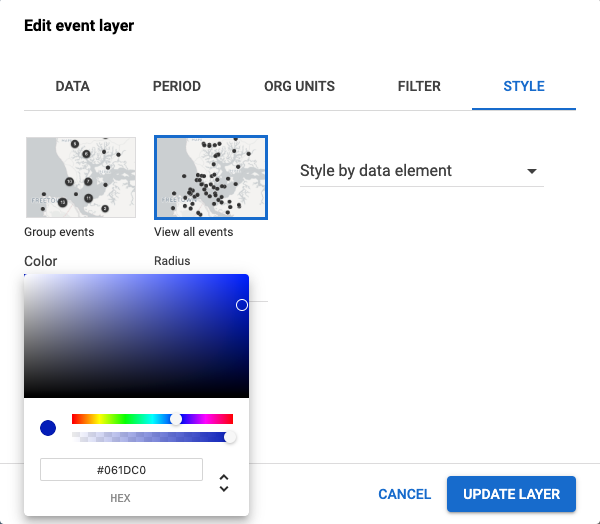 Edit event layer
DATA PERIOD ORG UNITS FILTER STYLE
FREETOWN
Style by data element
Group events View all events
Color Radius
#061DC0
HEX
CANCEL UPDATE LAYER